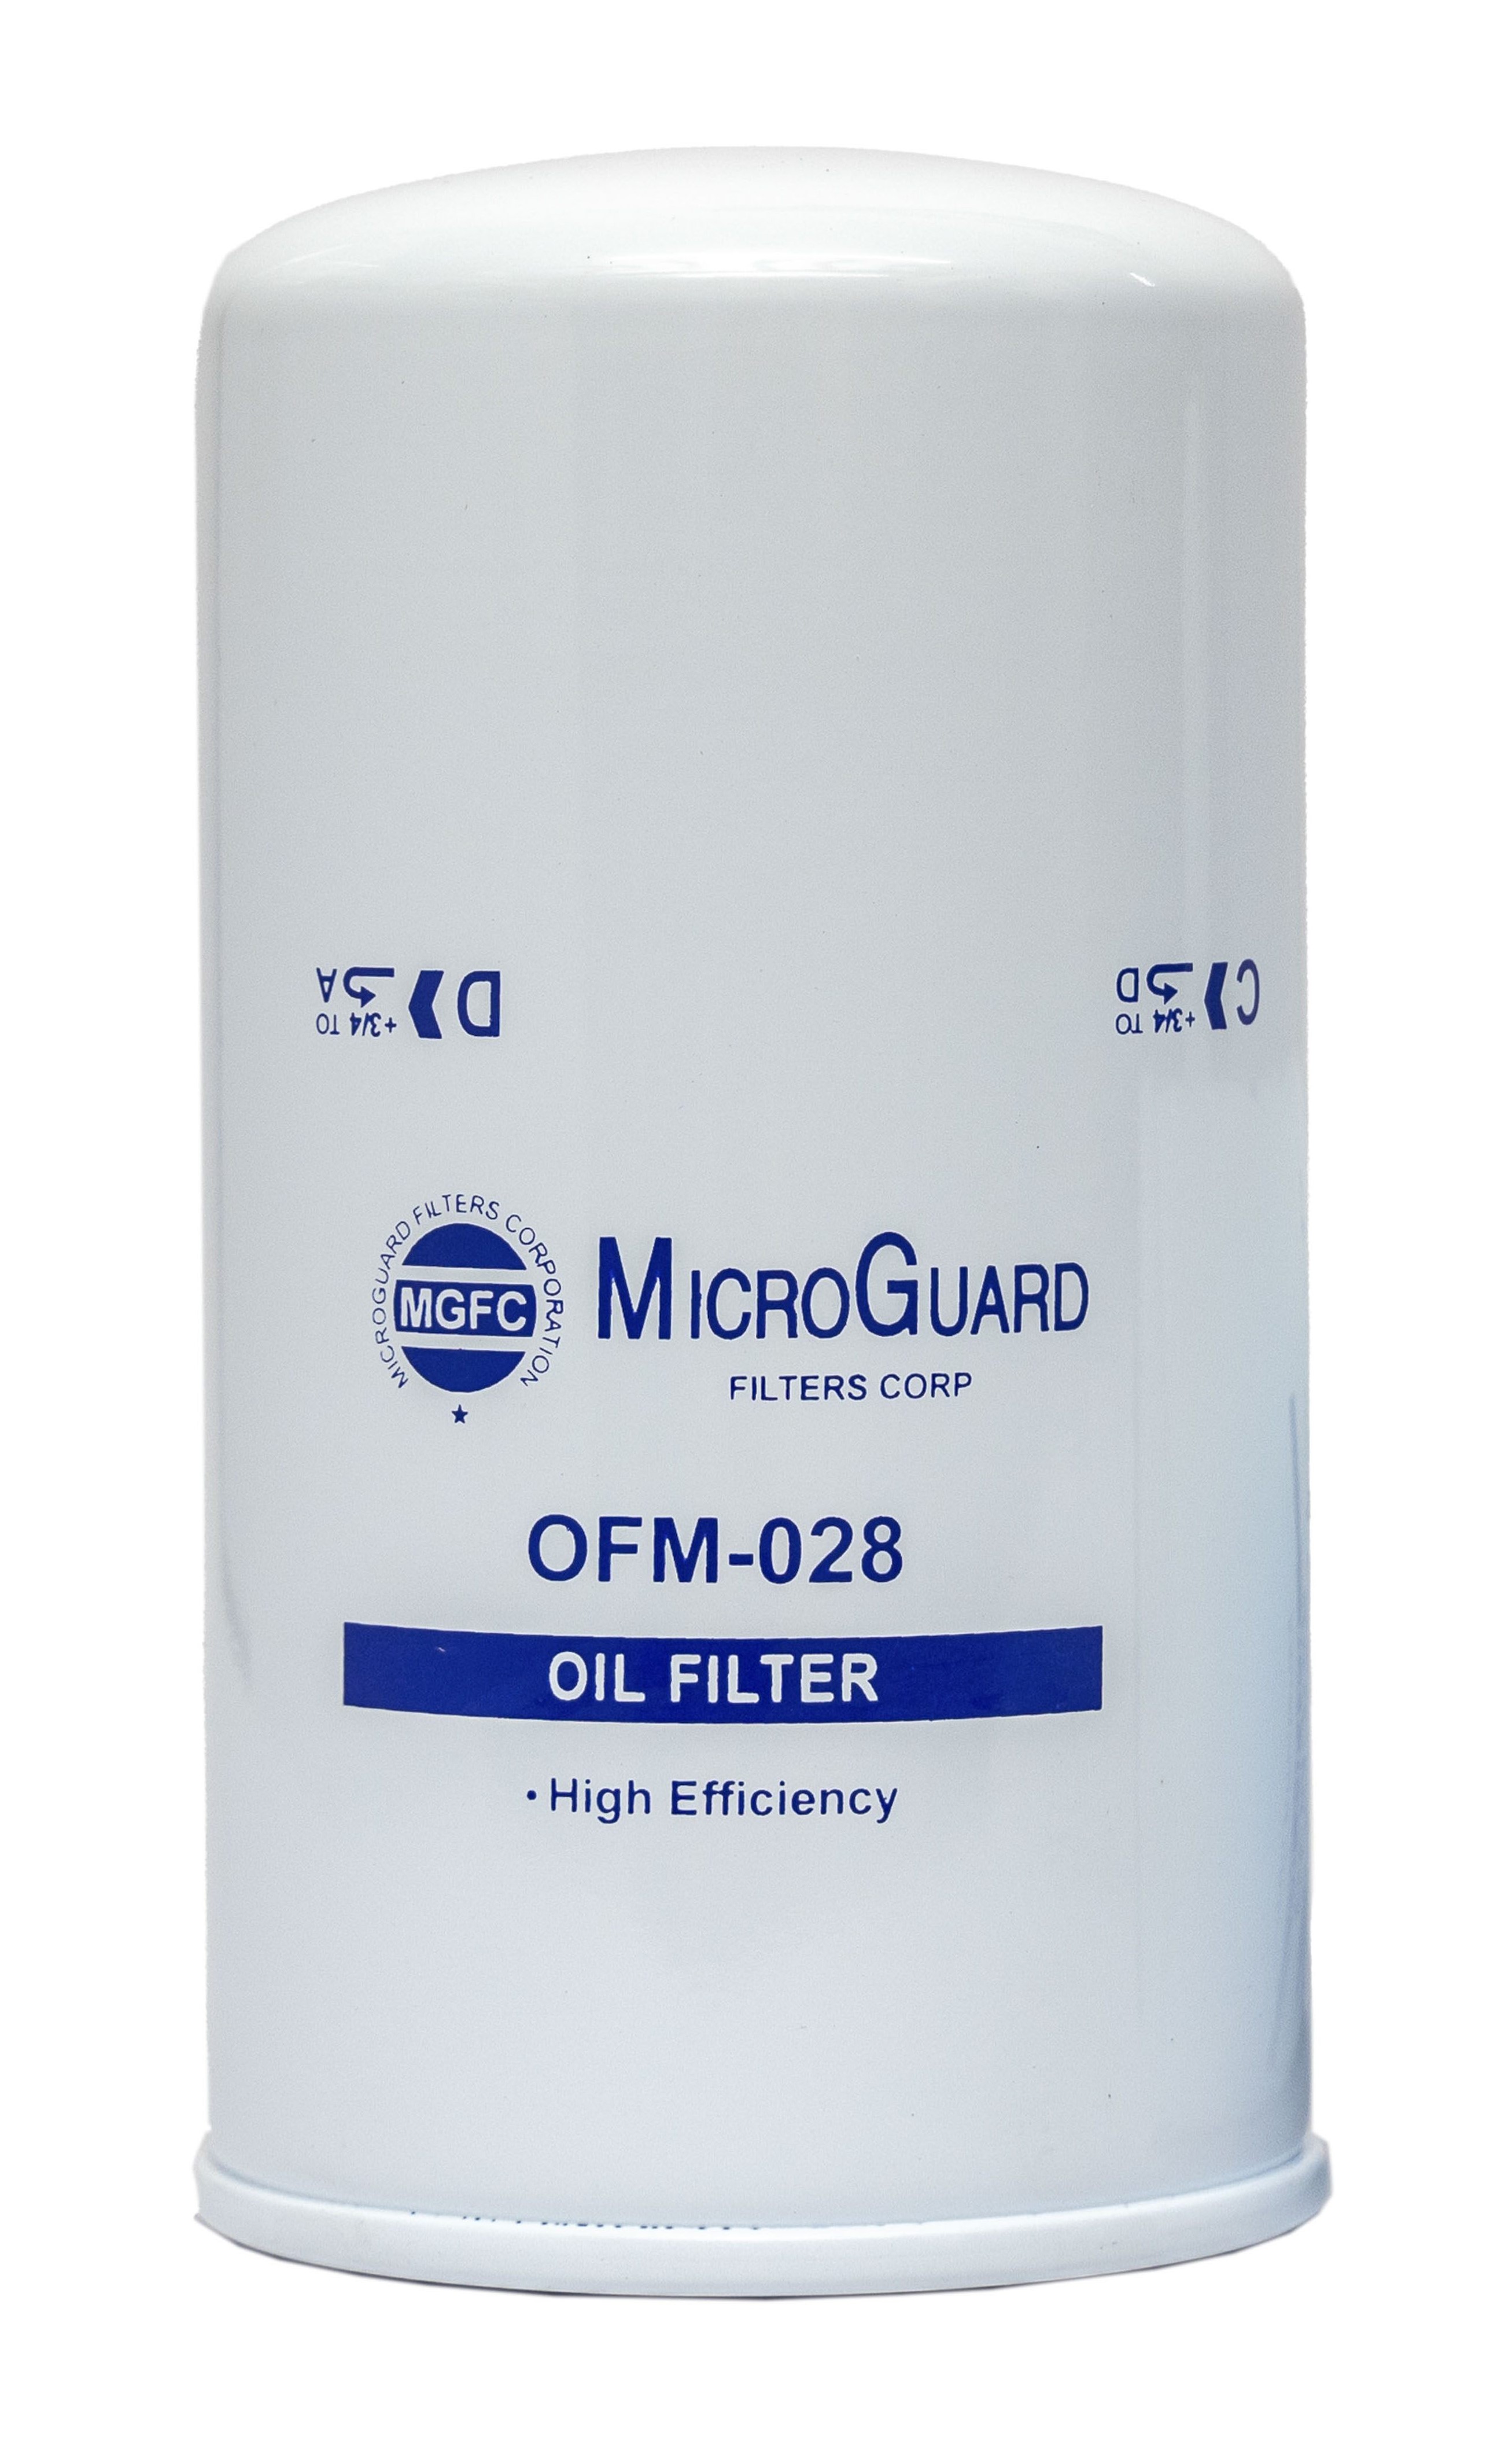 D +3/4 TO A
C +3/4 TO D
MICROGUARD FILTERS CORPORATION
MGFC
MICROGUARD
FILTERS CORP
OFM-028
OIL FILTER
• High Efficiency